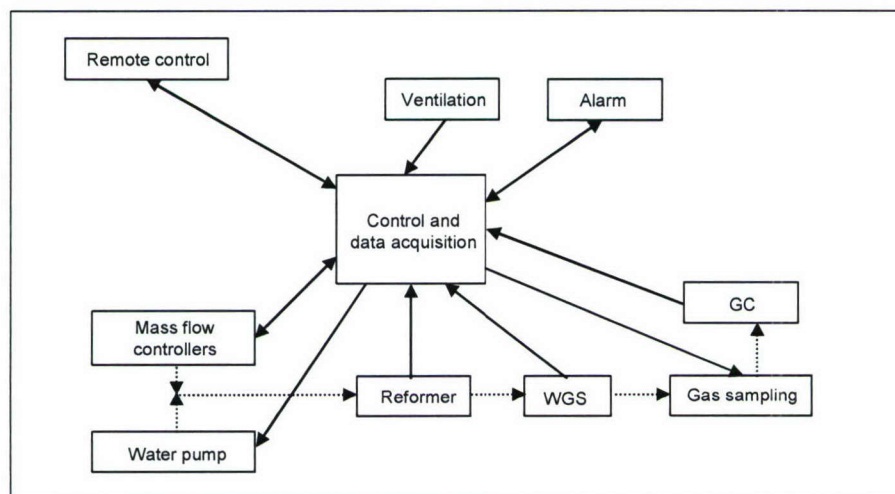 Remote control
Ventilation
Alarm
Control and
data acquisition
GC
Mass flow
controllers
Reformer
WGS
Gas sampling
Water pump